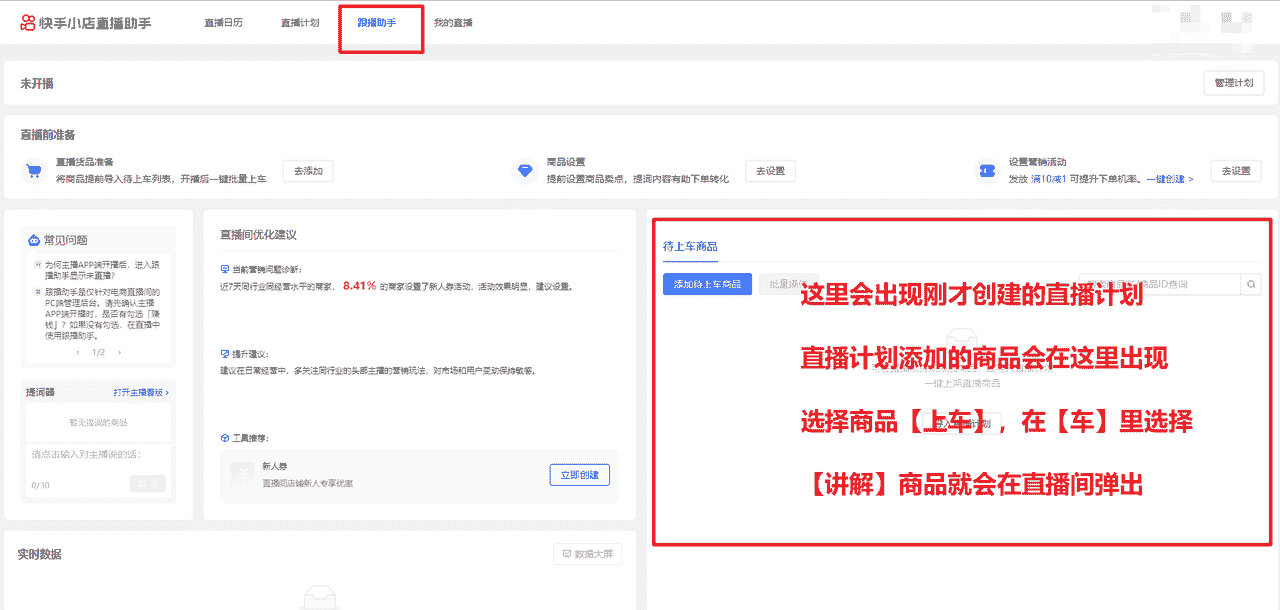 快手小店直播助手
直播日历
直播计划
跟播助手
我的直播
未开播
管理计划
直播前准备
直播货品准备
将商品提前导入待上车列表，开播后一键批量上车
去添加
商品设置
提前设置商品卖点，提词内容有助下单转化
去设置
设置营销活动
发放 满10减1 可提升下单机率。一键创建 >
去设置
常见问题
为何主播APP端开播后，进入跟
播助手显示未直播?
跟播助手是仅针对电商直播间的
PC端管理后台。请先确认主播
APP端开播时，是否有勾选「赚
钱」? 如果没有勾选，在直播中
使用跟播助手。
‹ 1/2 ›
提词器
打开主播看板 >
暂无提词的商品
请点击输入对主播说的话:
0/30
直播间优化建议
当前营销问题诊断:
近7天同行业同经营水平的商家， 8.41% 的商家设置了新人券活动，活动效果明显，建议设置。
提升建议:
建议在日常经营中，多关注同行业的头部主播的营销玩法，对市场和用户变动保持敏感。
工具推荐:
新人券
直播间店铺新人专享优惠
立即创建
待上车商品
添加待上车商品
批量操作
商品ID查询
这里会出现刚才创建的直播计划
直播计划添加的商品会在这里出现
一键上架直播商品
选择商品【上车】，在【车】里选择
【讲解】商品就会在直播间弹出
实时数据
数据大屏